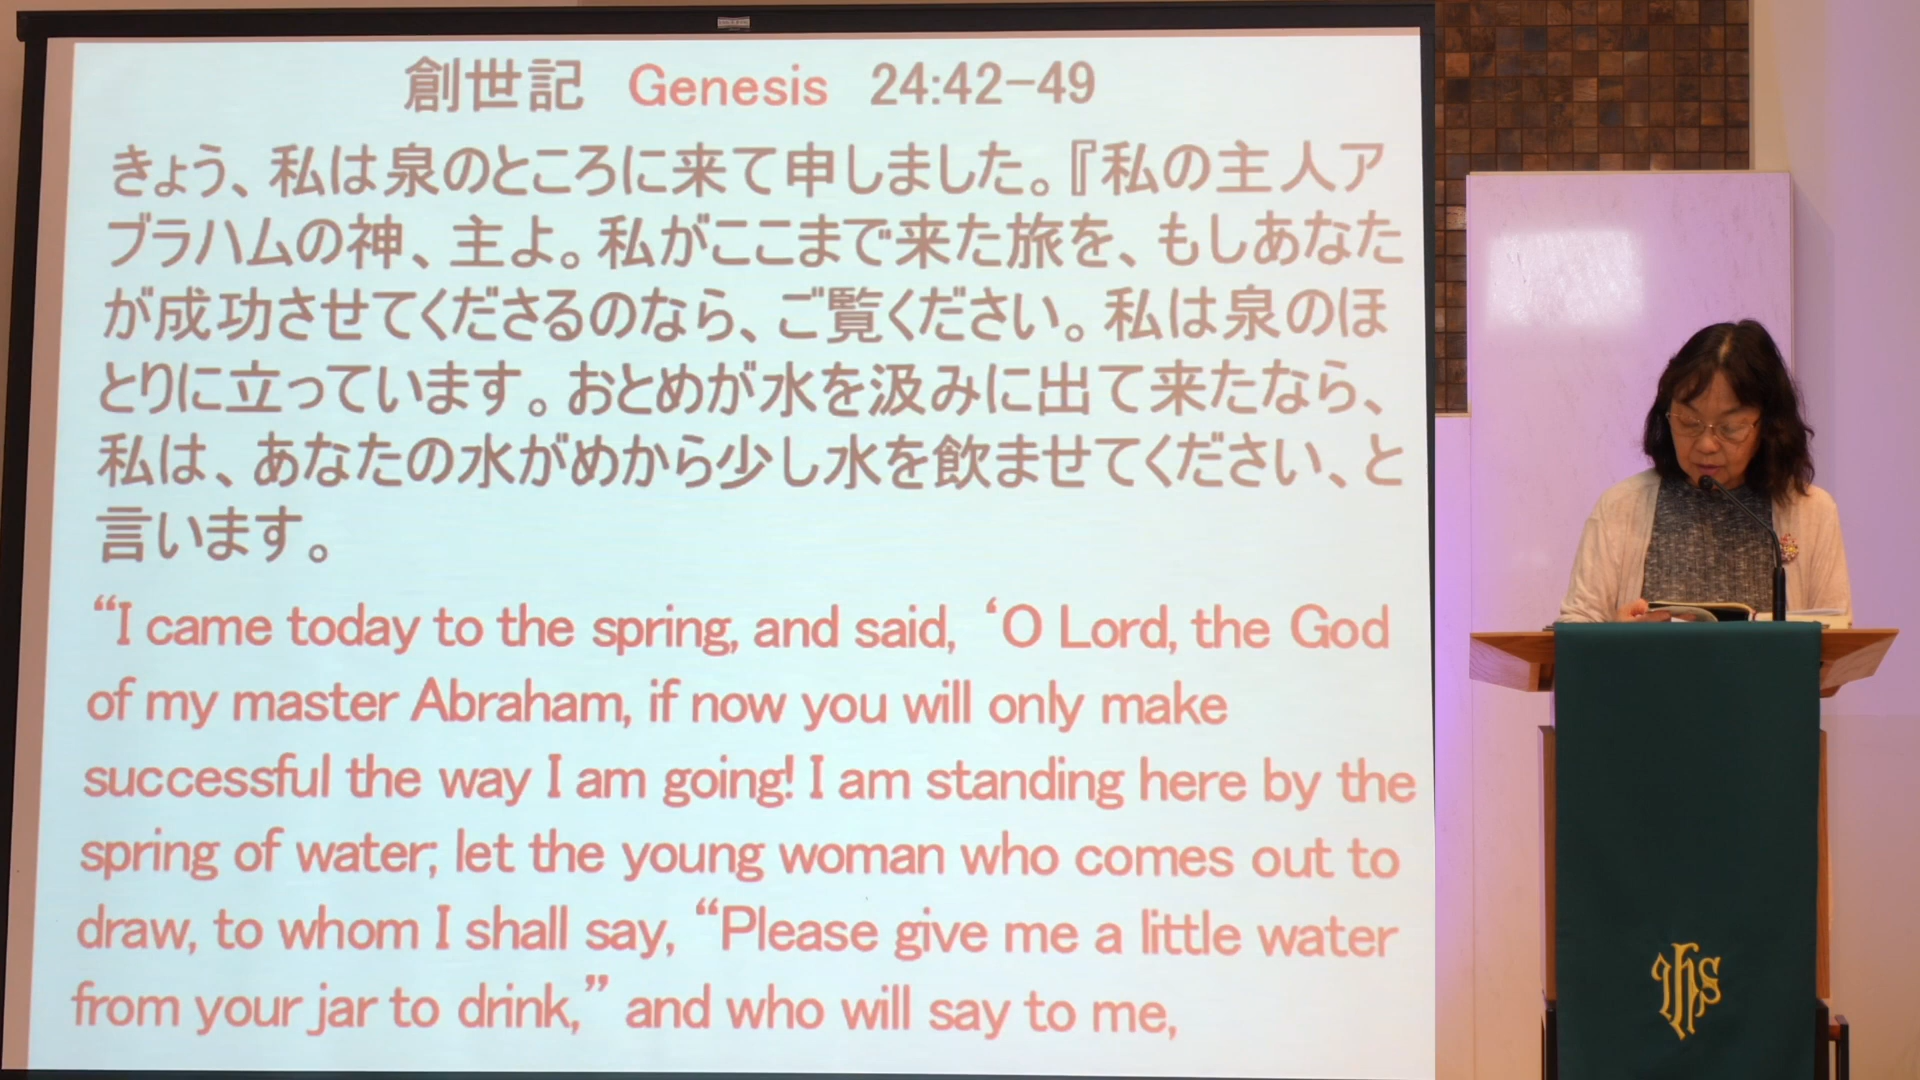 創世記 Genesis 24:42-49
きょう、私は泉のところに来て申しました。『私の主人ア
ブラハムの神、主よ。私がここまで来た旅を、もしあなた
が成功させてくださるのなら、ご覧ください。私は泉のほ
とりに立っています。おとめが水を汲みに出て来たなら、
私は、あなたの水がめから少し水を飲ませてください、と
言います。
“I came today to the spring, and said, ‘O Lord, the God
of my master Abraham, if now you will only make
successful the way I am going! I am standing here by the
spring of water; let the young woman who comes out to
draw, to whom I shall say, “Please give me a little water
from your jar to drink,” and who will say to me,
IHS